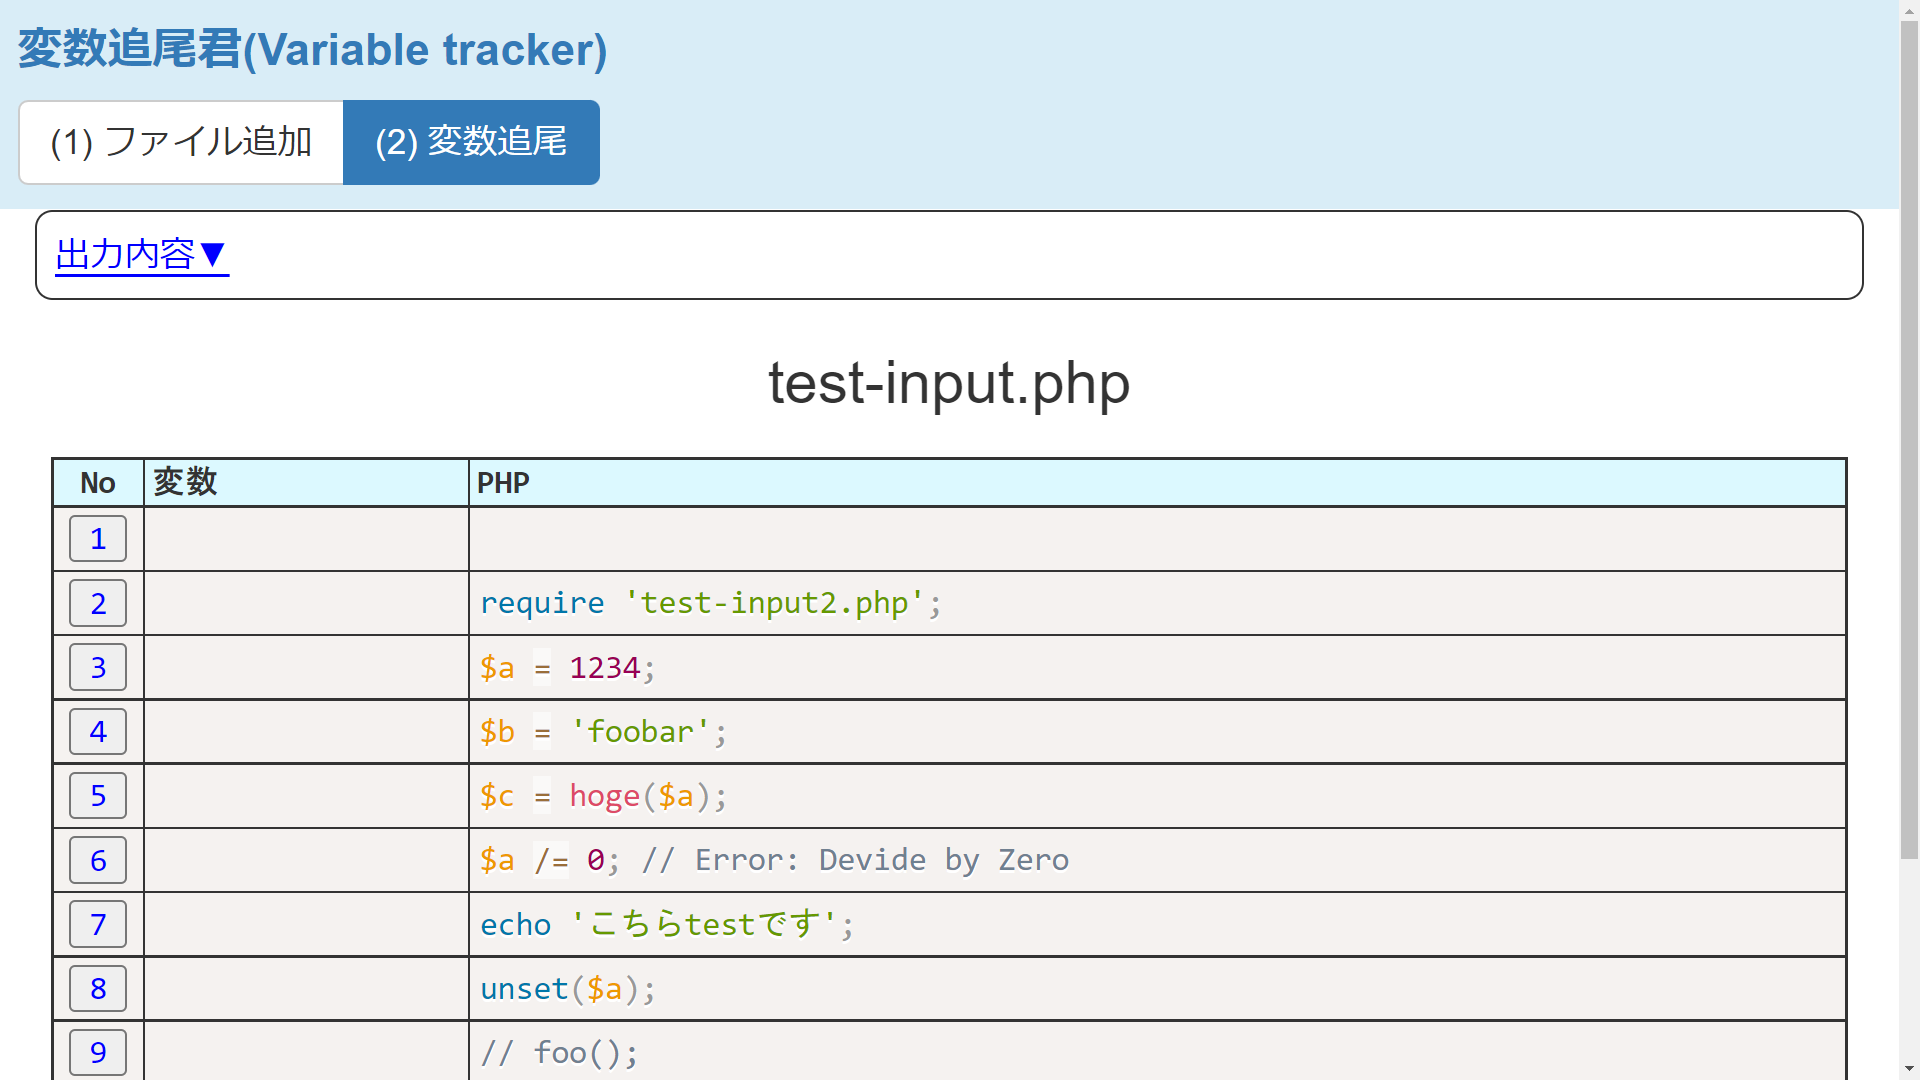 変数追尾君(Variable tracker)
(1) ファイル追加 (2) 変数追尾
出力内容▼
test-input.php
No 変数 PHP
1
2 require 'test-input2.php';
3 $a = 1234;
4 $b = 'foobar';
5 $c = hoge($a);
6 $a /= 0; // Error: Devide by Zero
7 echo 'こちらtestです';
8 unset($a);
9 // foo();